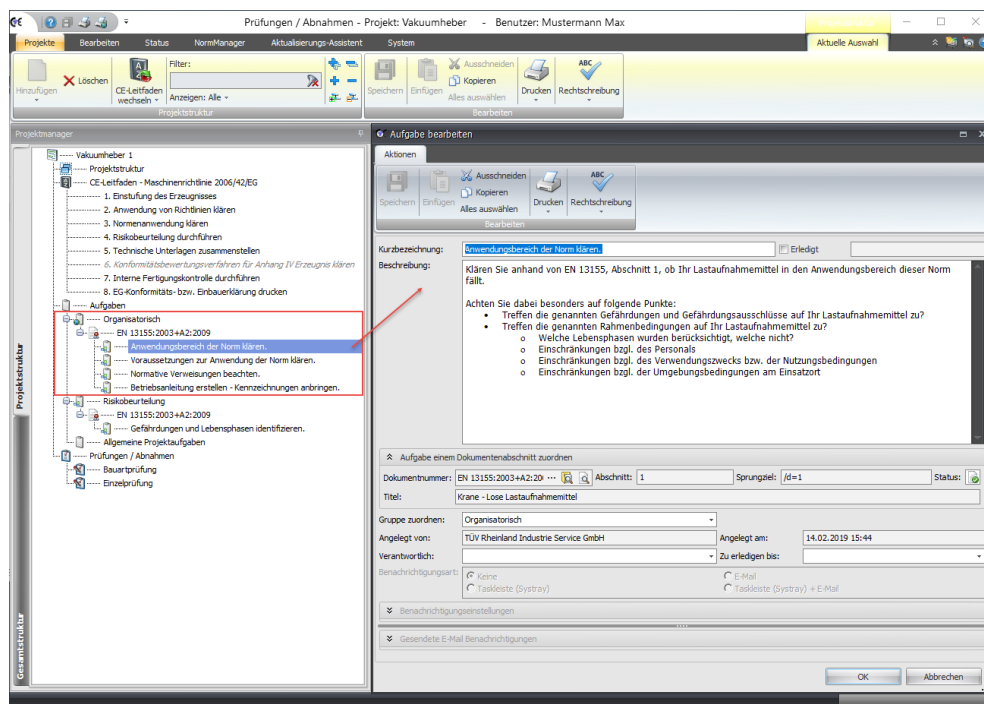 Prüfungen / Abnahmen - Projekt: Vakuumheber - Benutzer: Mustermann Max
Projekte Bearbeiten Status NormManager Aktualisierungs-Assistent System Aktuelle Auswahl
Hinzufügen
Löschen
CE-Leitfaden wechseln
Filter:
Anzeigen: Alle
Projektstruktur
Speichern
Einfügen
Ausschneiden
Kopieren
Alles auswählen
Drucken
Rechtschreibung
Bearbeiten
Projektmanager
Vakuumheber 1
Projektstruktur
CE-Leitfaden - Maschinenrichtlinie 2006/42/EG
1. Einstufung des Erzeugnisses
2. Anwendung von Richtlinien klären
3. Normenanwendung klären
4. Risikobeurteilung durchführen
5. Technische Unterlagen zusammenstellen
6. Konformitätsbewertungsverfahren für Anhang IV Erzeugnis klären
7. Interne Fertigungskontrolle durchführen
8. EG-Konformitäts- bzw. Einbauerklärung drucken
Aufgaben
Organisatorisch
EN 13155:2003+A2:2009
Anwendungsbereich der Norm klären.
Voraussetzungen zur Anwendung der Norm klären.
Normative Verweisungen beachten.
Betriebsanleitung erstellen - Kennzeichnungen anbringen.
Risikobeurteilung
EN 13155:2003+A2:2009
Gefährdungen und Lebensphasen identifizieren.
Allgemeine Projektaufgaben
Prüfungen / Abnahmen
Bauartprüfung
Einzelprüfung
Projektstruktur
Gesamtstruktur
Aufgabe bearbeiten
Aktionen
Speichern
Einfügen
Ausschneiden
Kopieren
Alles auswählen
Drucken
ABC
Rechtschreibung
Bearbeiten
Kurzbezeichnung: Anwendungsbereich der Norm klären. Erledigt
Beschreibung:
Klären Sie anhand von EN 13155, Abschnitt 1, ob Ihr Lastaufnahmemittel in den Anwendungsbereich dieser Norm
fällt.
Achten Sie dabei besonders auf folgende Punkte:
• Treffen die genannten Gefährdungen und Gefährdungsausschlüsse auf Ihr Lastaufnahmemittel zu?
• Treffen die genannten Rahmenbedingungen auf Ihr Lastaufnahmemittel zu?
o Welche Lebensphasen wurden berücksichtigt, welche nicht?
o Einschränkungen bzgl. des Personals
o Einschränkungen bzgl. des Verwendungszwecks bzw. der Nutzungsbedingungen
o Einschränkungen bzgl. der Umgebungsbedingungen am Einsatzort
Aufgabe einem Dokumentenabschnitt zuordnen
Dokumentnummer: EN 13155:2003+A2:20 ... Abschnitt: 1 Sprungziel: /d=1 Status:
Titel: Krane - Lose Lastaufnahmemittel
Gruppe zuordnen: Organisatorisch
Angelegt von: TÜV Rheinland Industrie Service GmbH Angelegt am: 14.02.2019 15:44
Verantwortlich: Zu erledigen bis:
Benachrichtigungsart: Keine E-Mail
Taskleiste (Systray) Taskleiste (Systray) + E-Mail
Benachrichtigungseinstellungen
Gesendete E-Mail Benachrichtigungen
OK Abbrechen